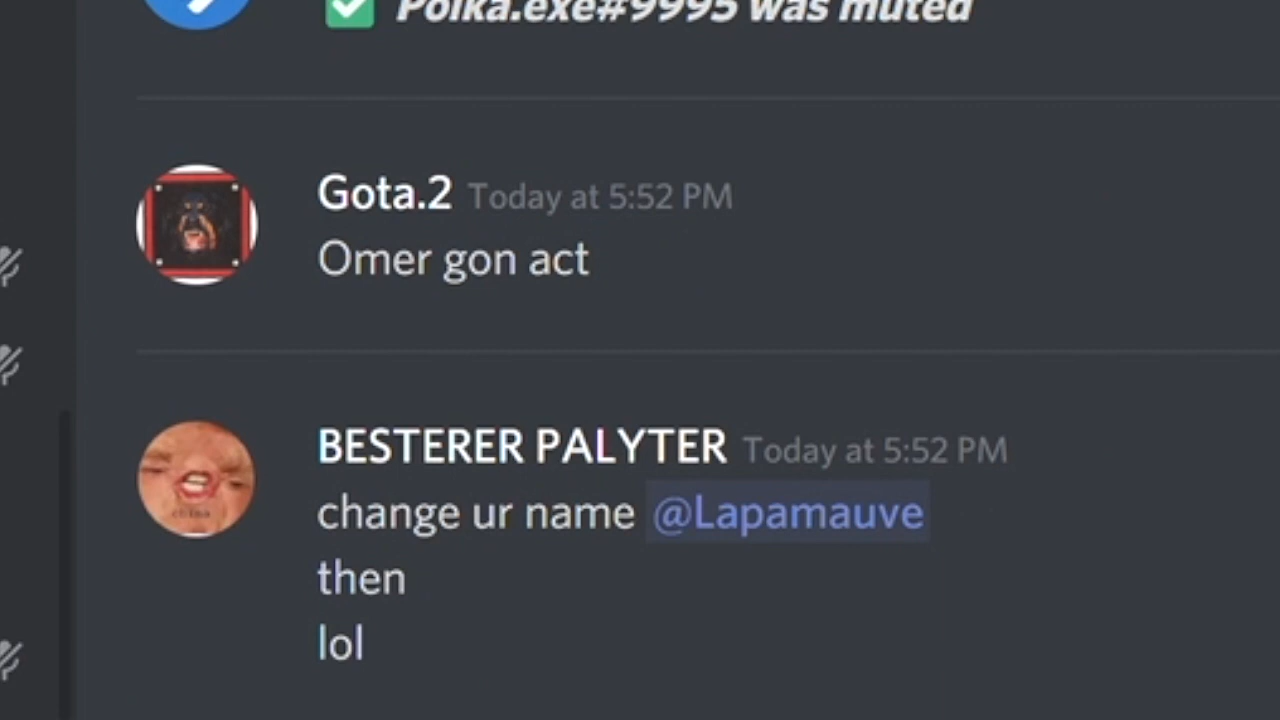 Polka.exe#9995 was muted
Gota.2 Today at 5:52 PM
Omer gon act
BESTERER PALYTER Today at 5:52 PM
change ur name @Lapamauve
then
lol